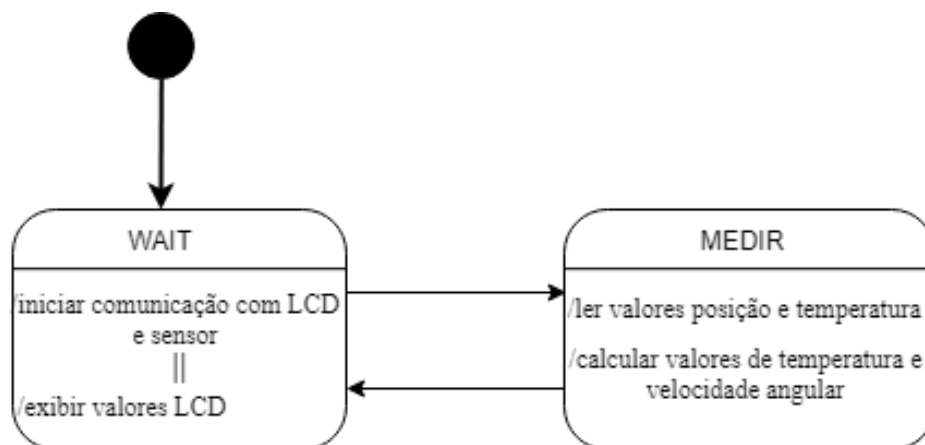 WAIT
/iniciar comunicação com LCD
e sensor
||
/exibir valores LCD
MEDIR
/ler valores posição e temperatura
/calcular valores de temperatura e
velocidade angular